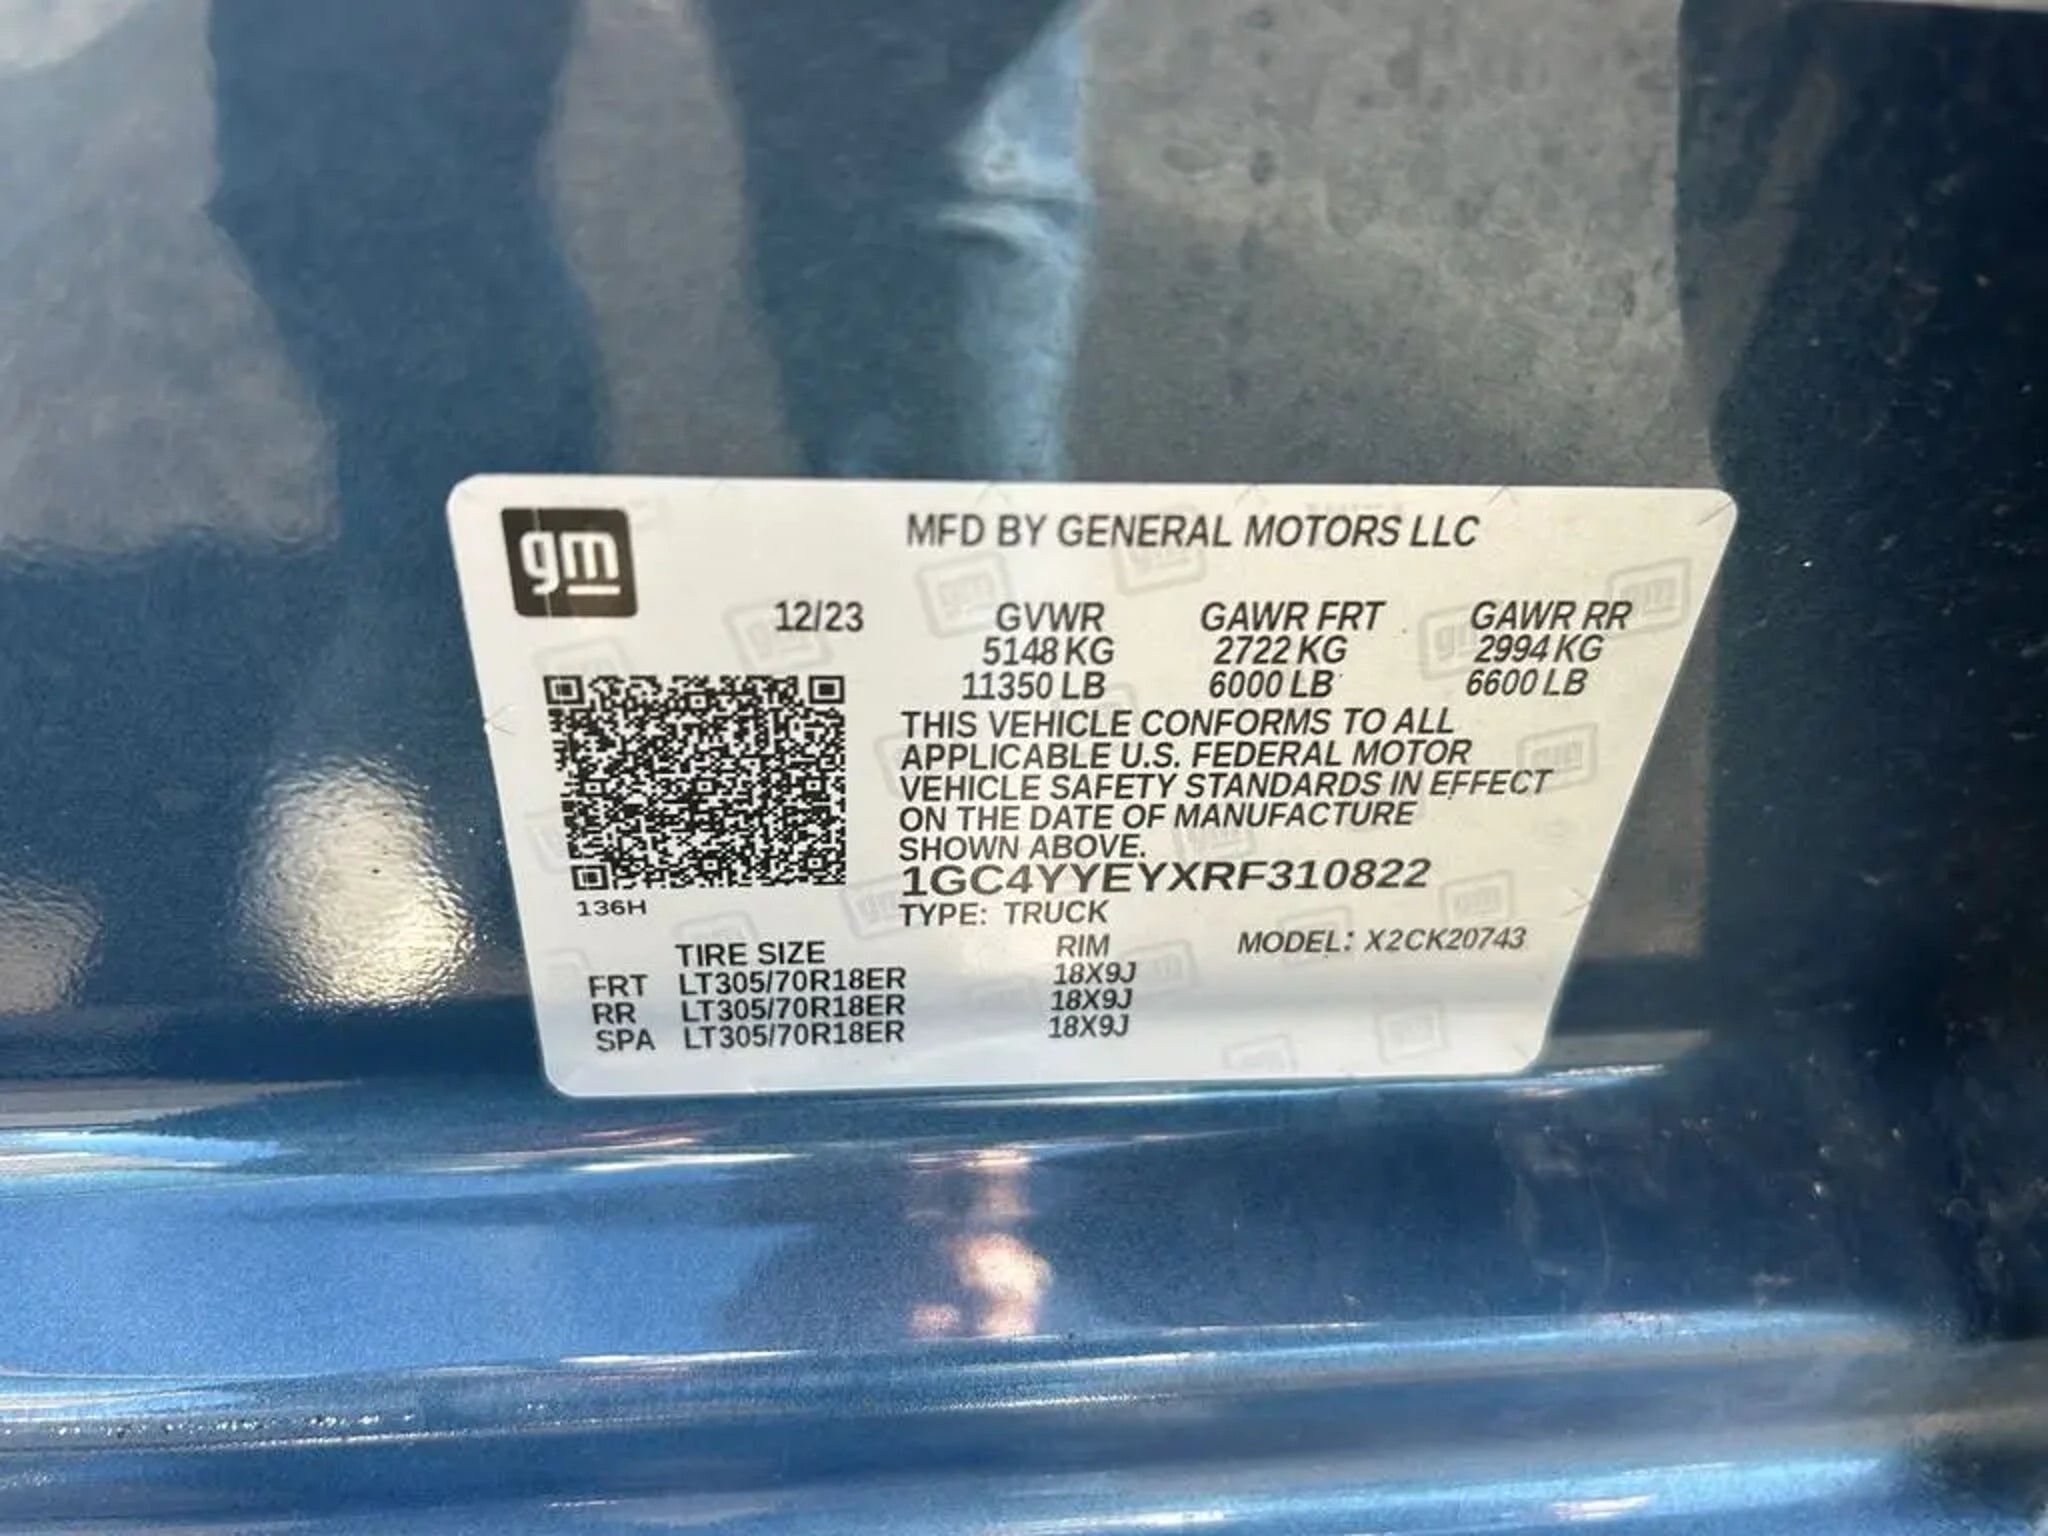 gm
MFD BY GENERAL MOTORS LLC
12/23 GVWR GAWR FRT GAWR RR
5148 KG 2722 KG 2994 KG
11350 LB 6000 LB 6600 LB
THIS VEHICLE CONFORMS TO ALL
APPLICABLE U.S. FEDERAL MOTOR
VEHICLE SAFETY STANDARDS IN EFFECT
ON THE DATE OF MANUFACTURE
SHOWN ABOVE.
1GC4YYEYXRF310822
136H
TYPE: TRUCK
TIRE SIZE RIM MODEL: X2CK20743
FRT LT305/70R18ER 18X9J
RR LT305/70R18ER 18X9J
SPA LT305/70R18ER 18X9J